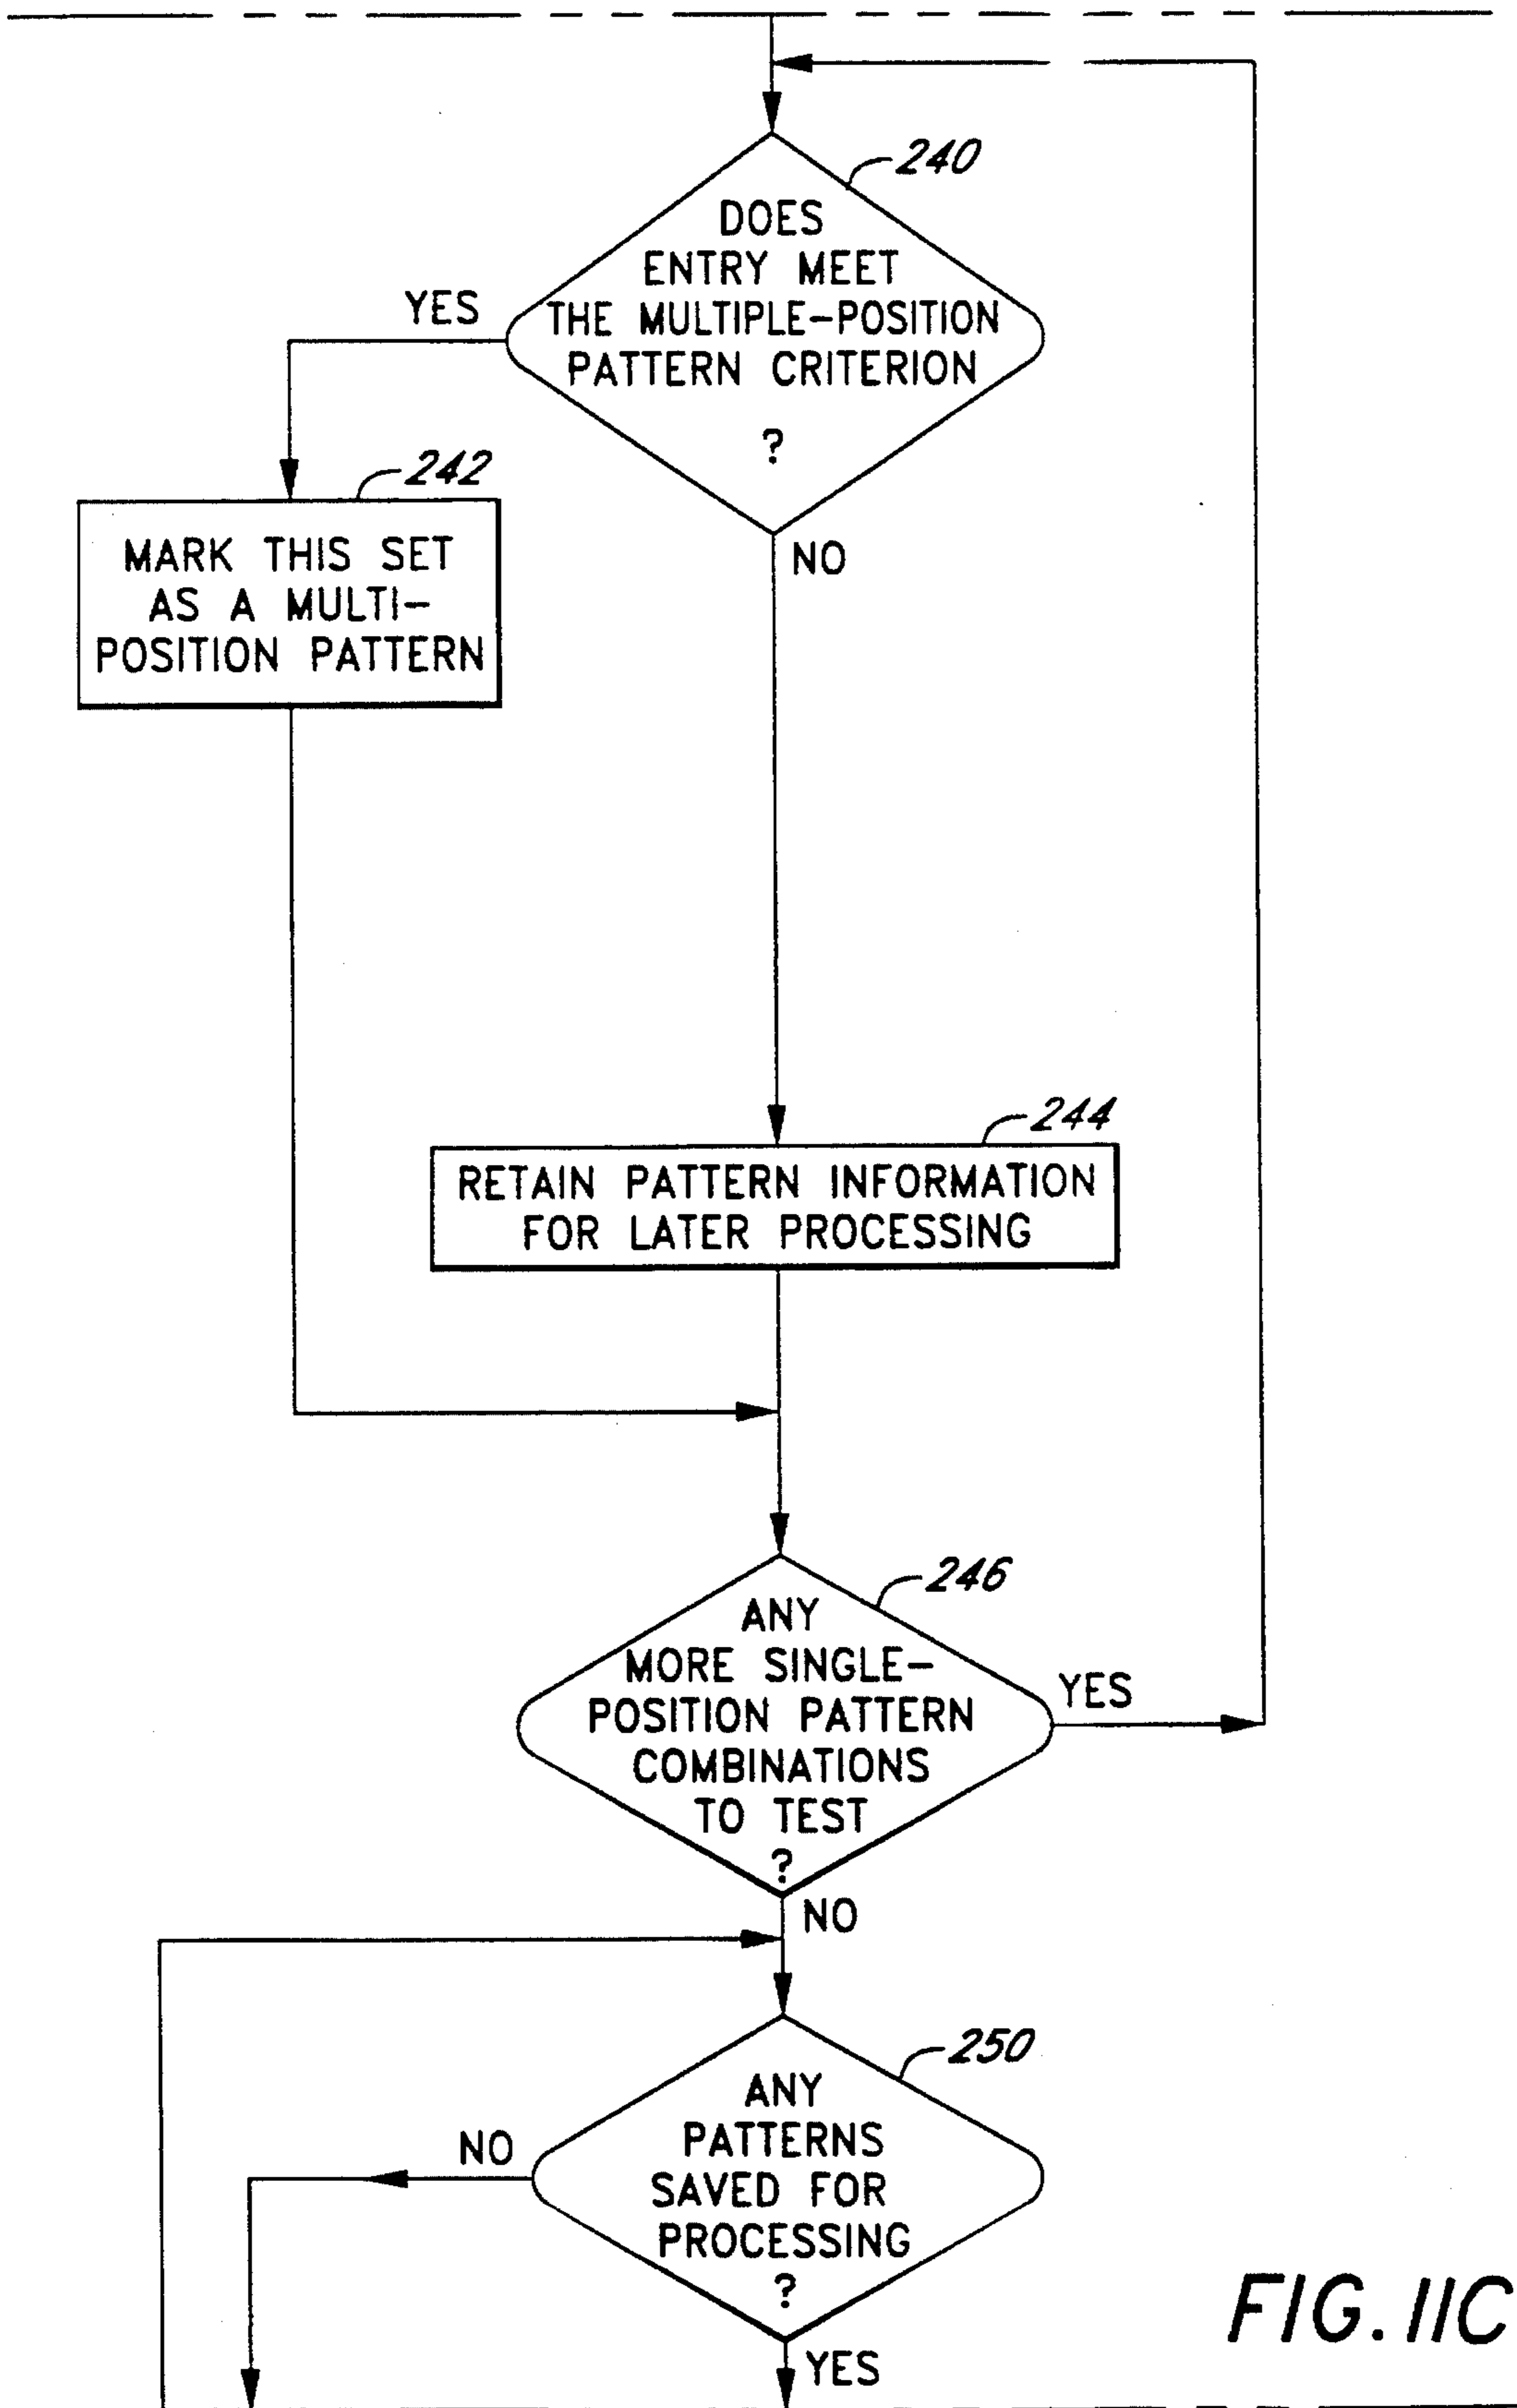 240
DOES
ENTRY MEET
THE MULTIPLE-POSITION
PATTERN CRITERION
?
YES
NO
242
MARK THIS SET
AS A MULTI-
POSITION PATTERN
244
RETAIN PATTERN INFORMATION
FOR LATER PROCESSING
246
ANY
MORE SINGLE-
POSITION PATTERN
COMBINATIONS
TO TEST
?
YES
NO
250
ANY
PATTERNS
SAVED FOR
PROCESSING
?
NO
YES
FIG. 11C